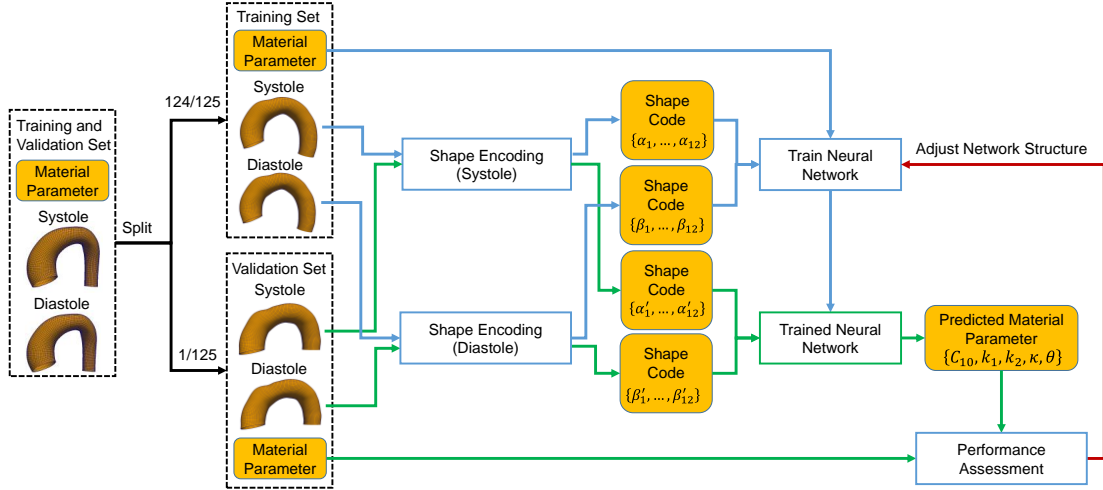 Training and
Validation Set
Material
Parameter
Systole
Diastole
Split
124/125
1/125
Training Set
Material
Parameter
Systole
Diastole
Validation Set
Systole
Diastole
Material
Parameter
Shape Encoding
(Systole)
Shape Encoding
(Diastole)
Shape
Code
{α₁, … , α₁₂}
Shape
Code
{β₁, … , β₁₂}
Shape
Code
{α′₁, … , α′₁₂}
Shape
Code
{β′₁, … , β′₁₂}
Train Neural
Network
Adjust Network Structure
Trained Neural
Network
Predicted Material
Parameter
{C₁₀, k₁, k₂, κ, θ}
Performance
Assessment